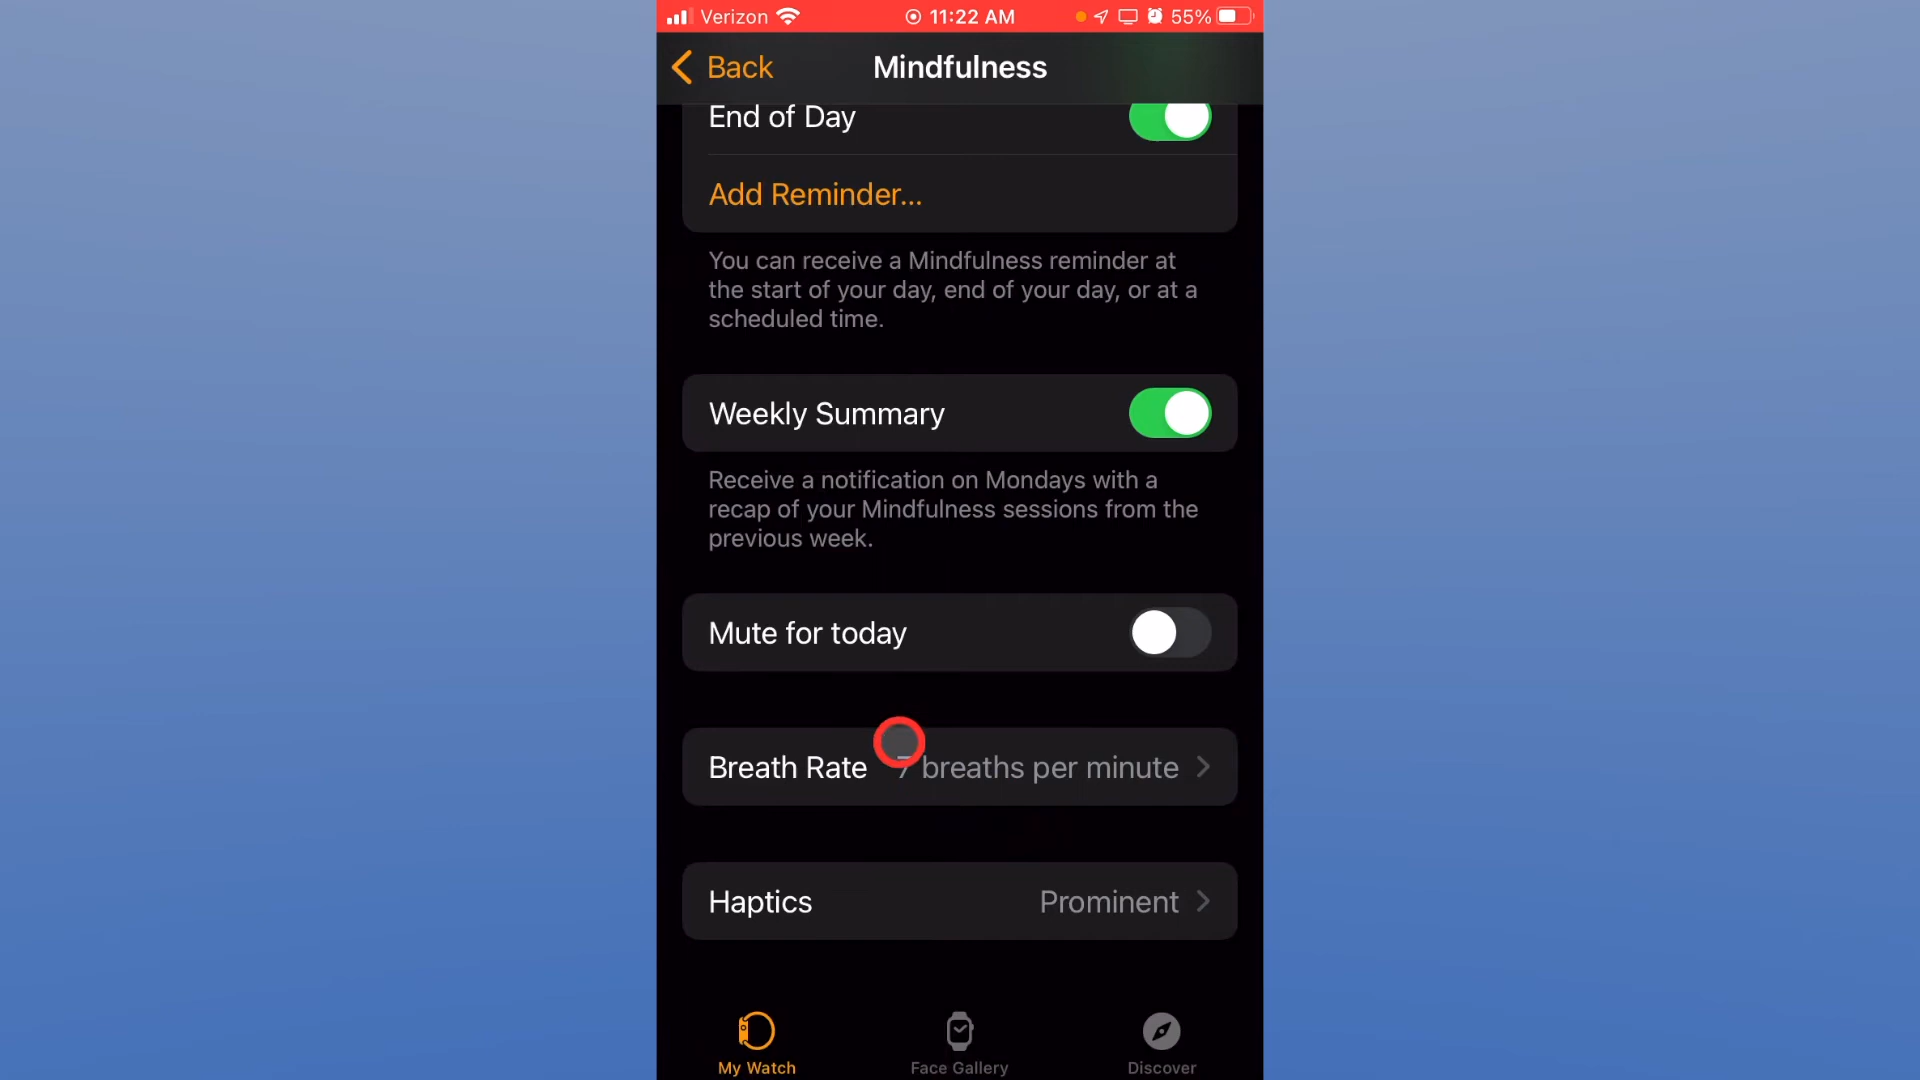 Verizon 11:22 AM 55%
Back Mindfulness
End of Day
Add Reminder...
You can receive a Mindfulness reminder at
the start of your day, end of your day, or at a
scheduled time.
Weekly Summary
Receive a notification on Mondays with a
recap of your Mindfulness sessions from the
previous week.
Mute for today
Breath Rate 7 breaths per minute
Haptics Prominent
My Watch Face Gallery Discover